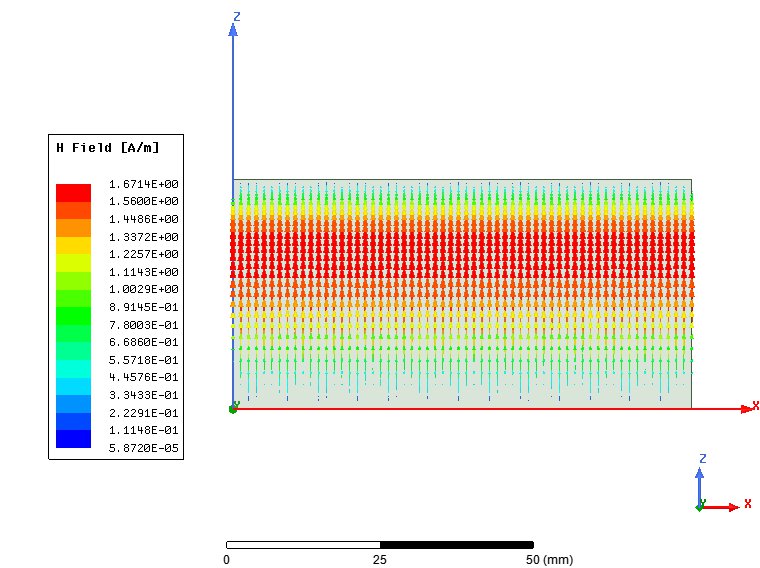 Z
H Field [A/m]
1.6714E+00
1.5600E+00
1.4486E+00
1.3372E+00
1.2257E+00
1.1143E+00
1.0029E+00
8.9145E-01
7.8003E-01
6.6860E-01
5.5718E-01
4.4576E-01
3.3433E-01
2.2291E-01
1.1148E-01
5.8720E-05
Y
X
Z
Y
X
0
25
50 (mm)